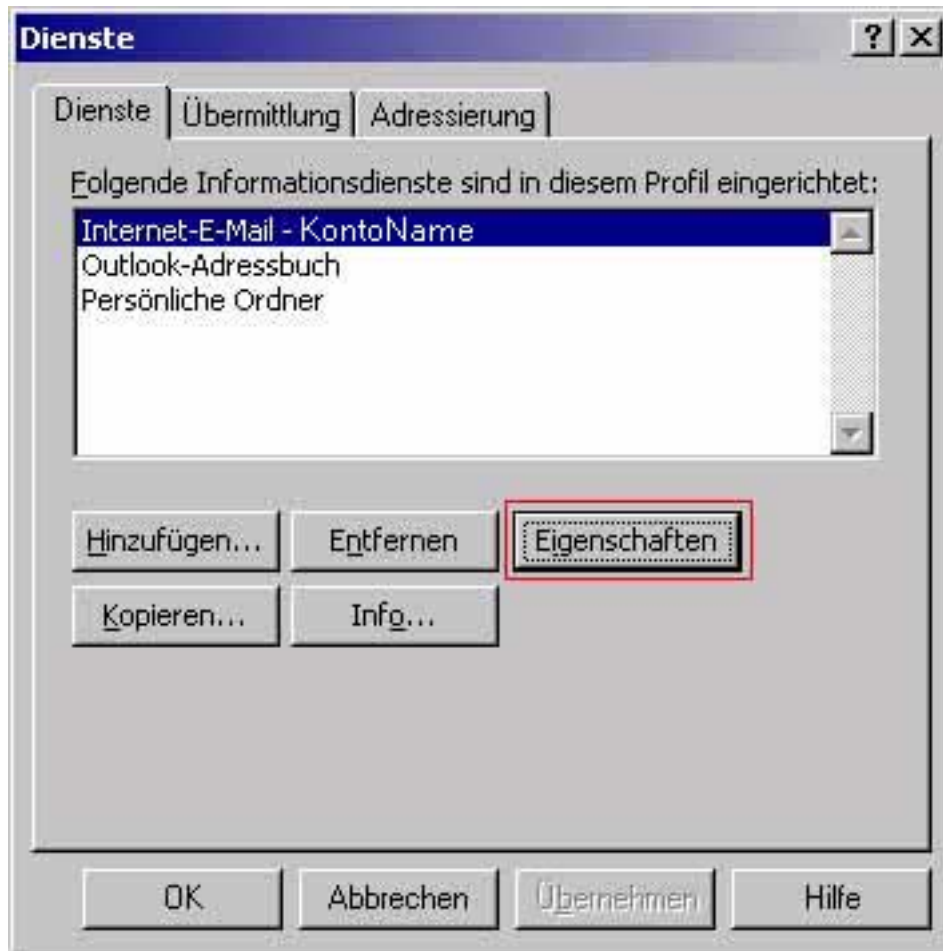 Dienste
Dienste Übermittlung Adressierung
Folgende Informationsdienste sind in diesem Profil eingerichtet:
Internet-E-Mail - KontoName
Outlook-Adressbuch
Persönliche Ordner
Hinzufügen... Entfernen Eigenschaften
Kopieren... Info...
OK Abbrechen Übernehmen Hilfe